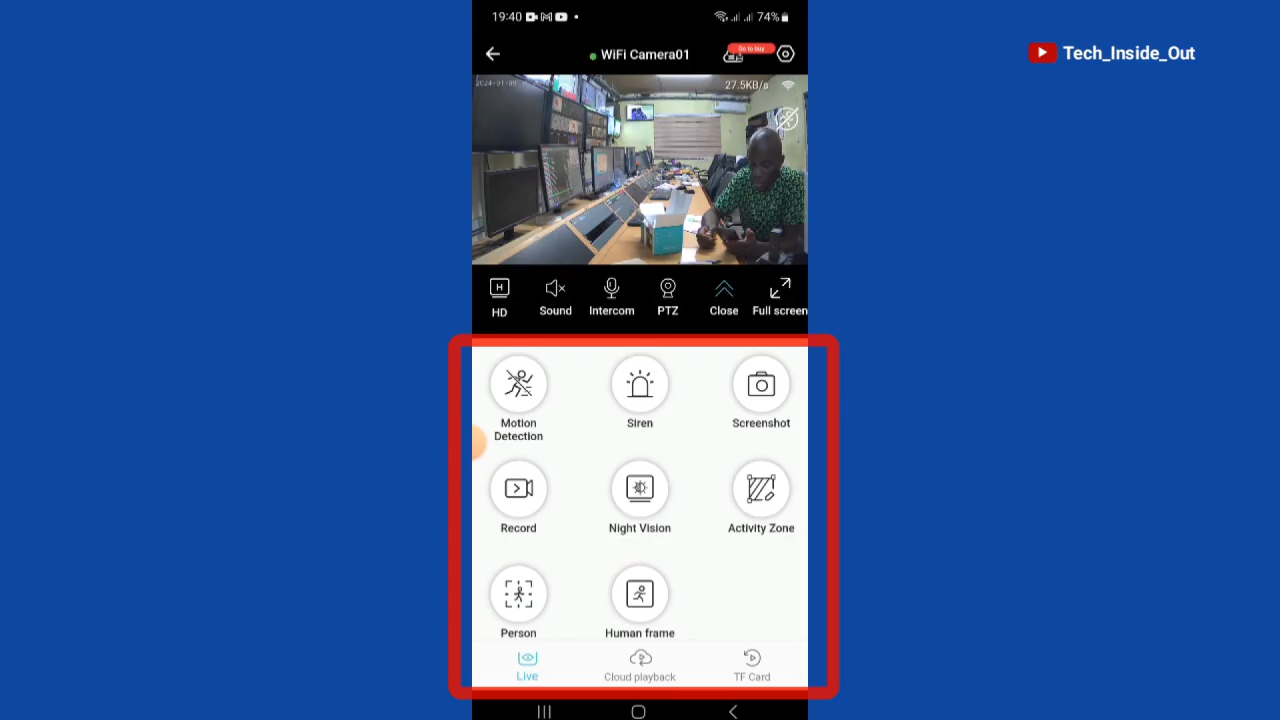 19:40
74%
Tech_Inside_Out
WiFi Camera01
Go to buy
27.5KB/s
HD
Sound
Intercom
PTZ
Close
Full screen
Motion
Detection
Siren
Screenshot
Record
Night Vision
Activity Zone
Person
Human frame
Live
Cloud playback
TF Card